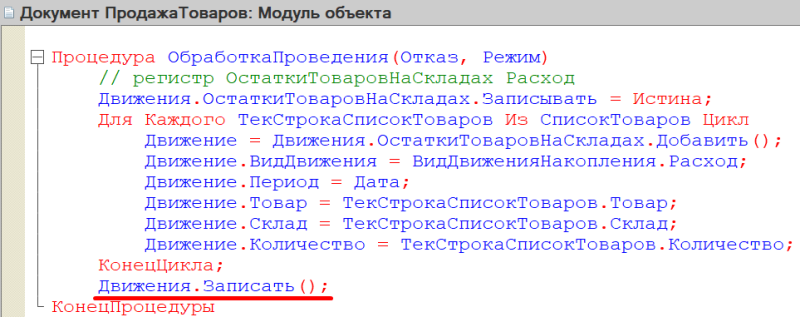 Документ ПродажаТоваров: Модуль объекта
Процедура ОбработкаПроведения(Отказ, Режим)
// регистр ОстаткиТоваровНаСкладах Расход
Движения.ОстаткиТоваровНаСкладах.Записывать = Истина;
Для Каждого ТекСтрокаСписокТоваров Из СписокТоваров Цикл
Движение = Движения.ОстаткиТоваровНаСкладах.Добавить();
Движение.ВидДвижения = ВидДвиженияНакопления.Расход;
Движение.Период = Дата;
Движение.Товар = ТекСтрокаСписокТоваров.Товар;
Движение.Склад = ТекСтрокаСписокТоваров.Склад;
Движение.Количество = ТекСтрокаСписокТоваров.Количество;
КонецЦикла;
Движения.Записать();
КонецПроцедуры